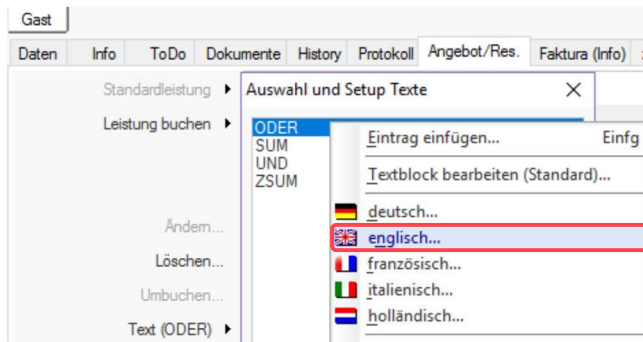 Gast
Daten Info ToDo Dokumente History Protokoll Angebot/Res. Faktura (Info)
Standardleistung Auswahl und Setup Texte
Leistung buchen ODER Eintrag einfügen... Einfg
SUM
UND Textblock bearbeiten (Standard)...
ZSUM
deutsch...
Ändern...
englisch...
Löschen... französisch...
Umbuchen... italienisch...
Text (ODER) holländisch...